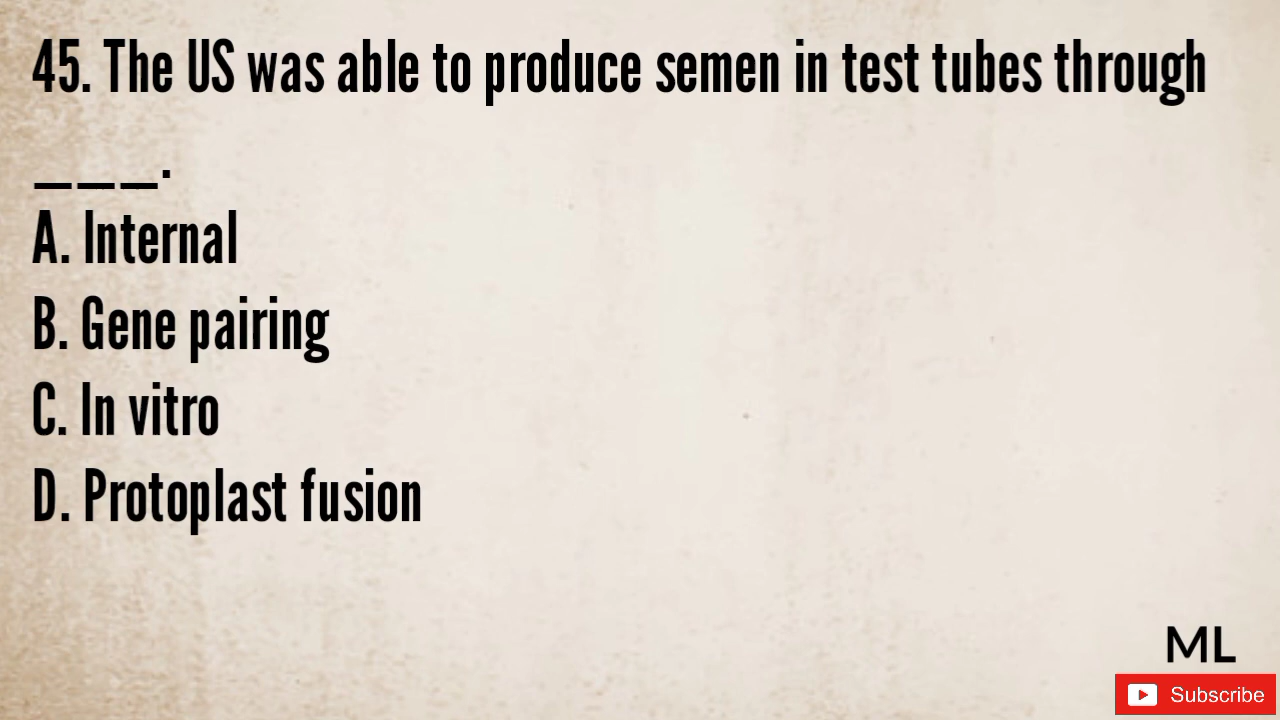 45. The US was able to produce semen in test tubes through
___.
A. Internal
B. Gene pairing
C. In vitro
D. Protoplast fusion
ML
Subscribe